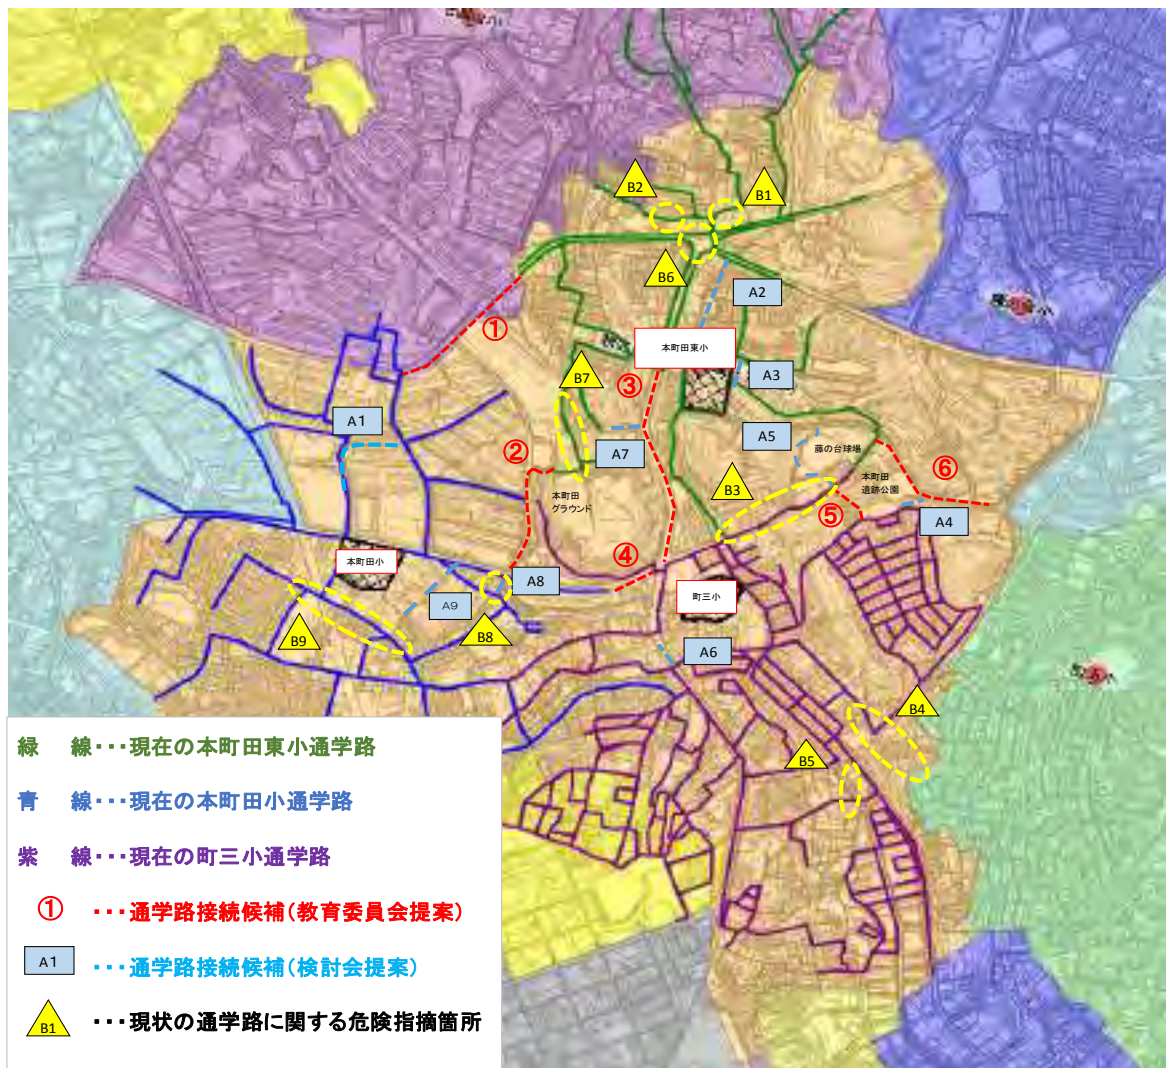 B2
B1
B6
A2
①
本町田東小
③
A3
B7
A1
A5
藤の台球場
②
A7
⑥
B3
本町田
遺跡公園
本町田
グラウンド
⑤
A4
④
本町田小
A8
町三小
A9
B9
B8
A6
B4
B5
緑 線・・・現在の本町田東小通学路
青 線・・・現在の本町田小通学路
紫 線・・・現在の町三小通学路
① ・・・通学路接続候補(教育委員会提案)
A1 ・・・通学路接続候補(検討会提案)
B1 ・・・現状の通学路に関する危険指摘箇所